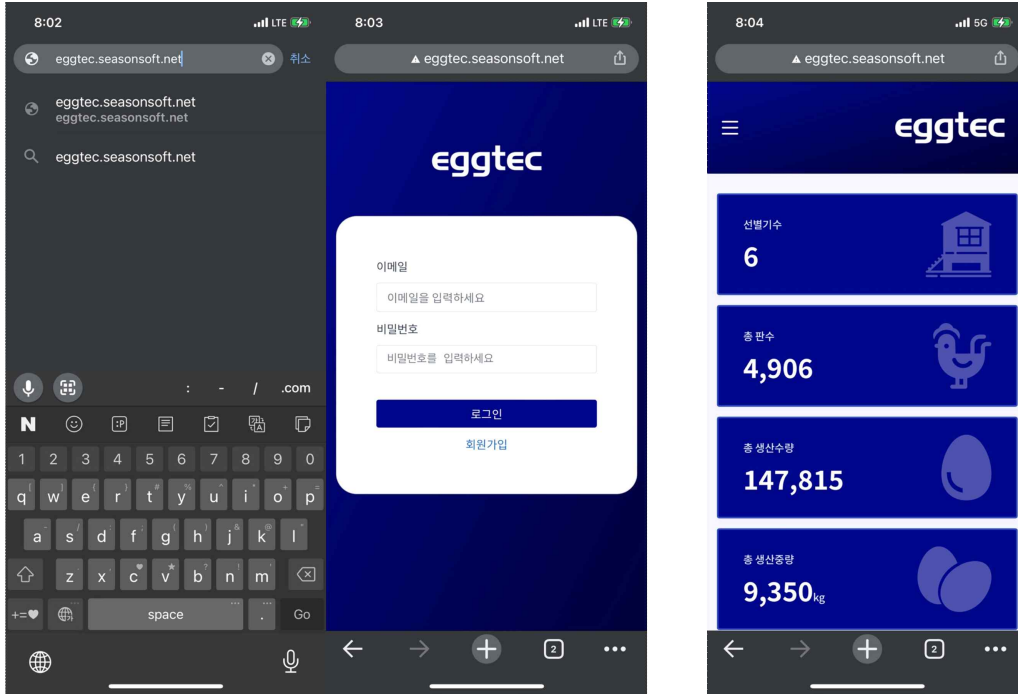 8:02
LTE
eggtec.seasonsoft.net
취소
eggtec.seasonsoft.net
eggtec.seasonsoft.net
eggtec.seasonsoft.net
: - / .com
N :P
1 2 3 4 5 6 7 8 9 0
q w e r t y u i o p
a s d f g h j k l
z x c v b n m
+=
space
.
Go
8:03
LTE
eggtec.seasonsoft.net
eggtec
이메일
이메일을 입력하세요
비밀번호
비밀번호를 입력하세요
로그인
회원가입
2
8:04
5G
eggtec.seasonsoft.net
eggtec
선별기수
6
총 판수
4,906
총 생산수량
147,815
총 생산중량
9,350kg
2